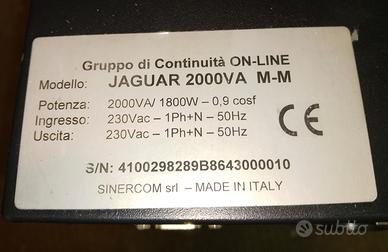 Gruppo di Continuità ON-LINE
Modello: JAGUAR 2000VA M-M
Potenza: 2000VA/ 1800W – 0,9 cosf
Ingresso: 230Vac – 1Ph+N – 50Hz
Uscita: 230Vac – 1Ph+N – 50Hz
CE
S/N: 4100298289B8643000010
SINERCOM srl – MADE IN ITALY
subito